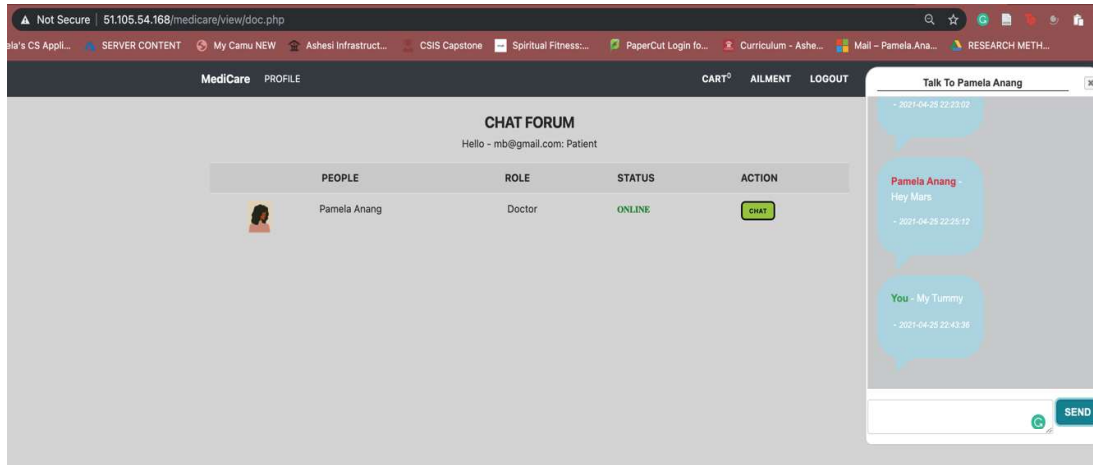 Not Secure | 51.105.54.168/medicare/view/doc.php
ela's CS Appli... SERVER CONTENT My Camu NEW Ashesi Infrastruct... CSIS Capstone Spiritual Fitness:... PaperCut Login fo... Curriculum - Ashe... Mail – Pamela.Ana... RESEARCH METH...
MediCare PROFILE CART0 AILMENT LOGOUT
CHAT FORUM
Hello - mb@gmail.com: Patient
PEOPLE ROLE STATUS ACTION
Pamela Anang Doctor ONLINE CHAT
Talk To Pamela Anang
- 2021-04-25 22:23:02
Pamela Anang -
Hey Mars
- 2021-04-25 22:25:12
You - My Tummy
- 2021-04-25 22:43:36
SEND